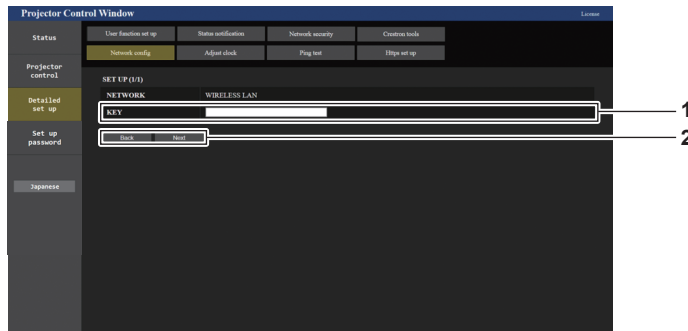 Projector Control Window
License
Status
User function set up
Status notification
Network security
Crestron tools
Network config
Adjust clock
Ping test
Https set up
Projector
control
SET UP (1/1)
NETWORK WIRELESS LAN
Detailed
set up
KEY
1
Back Next
2
Set up
password
Japanese